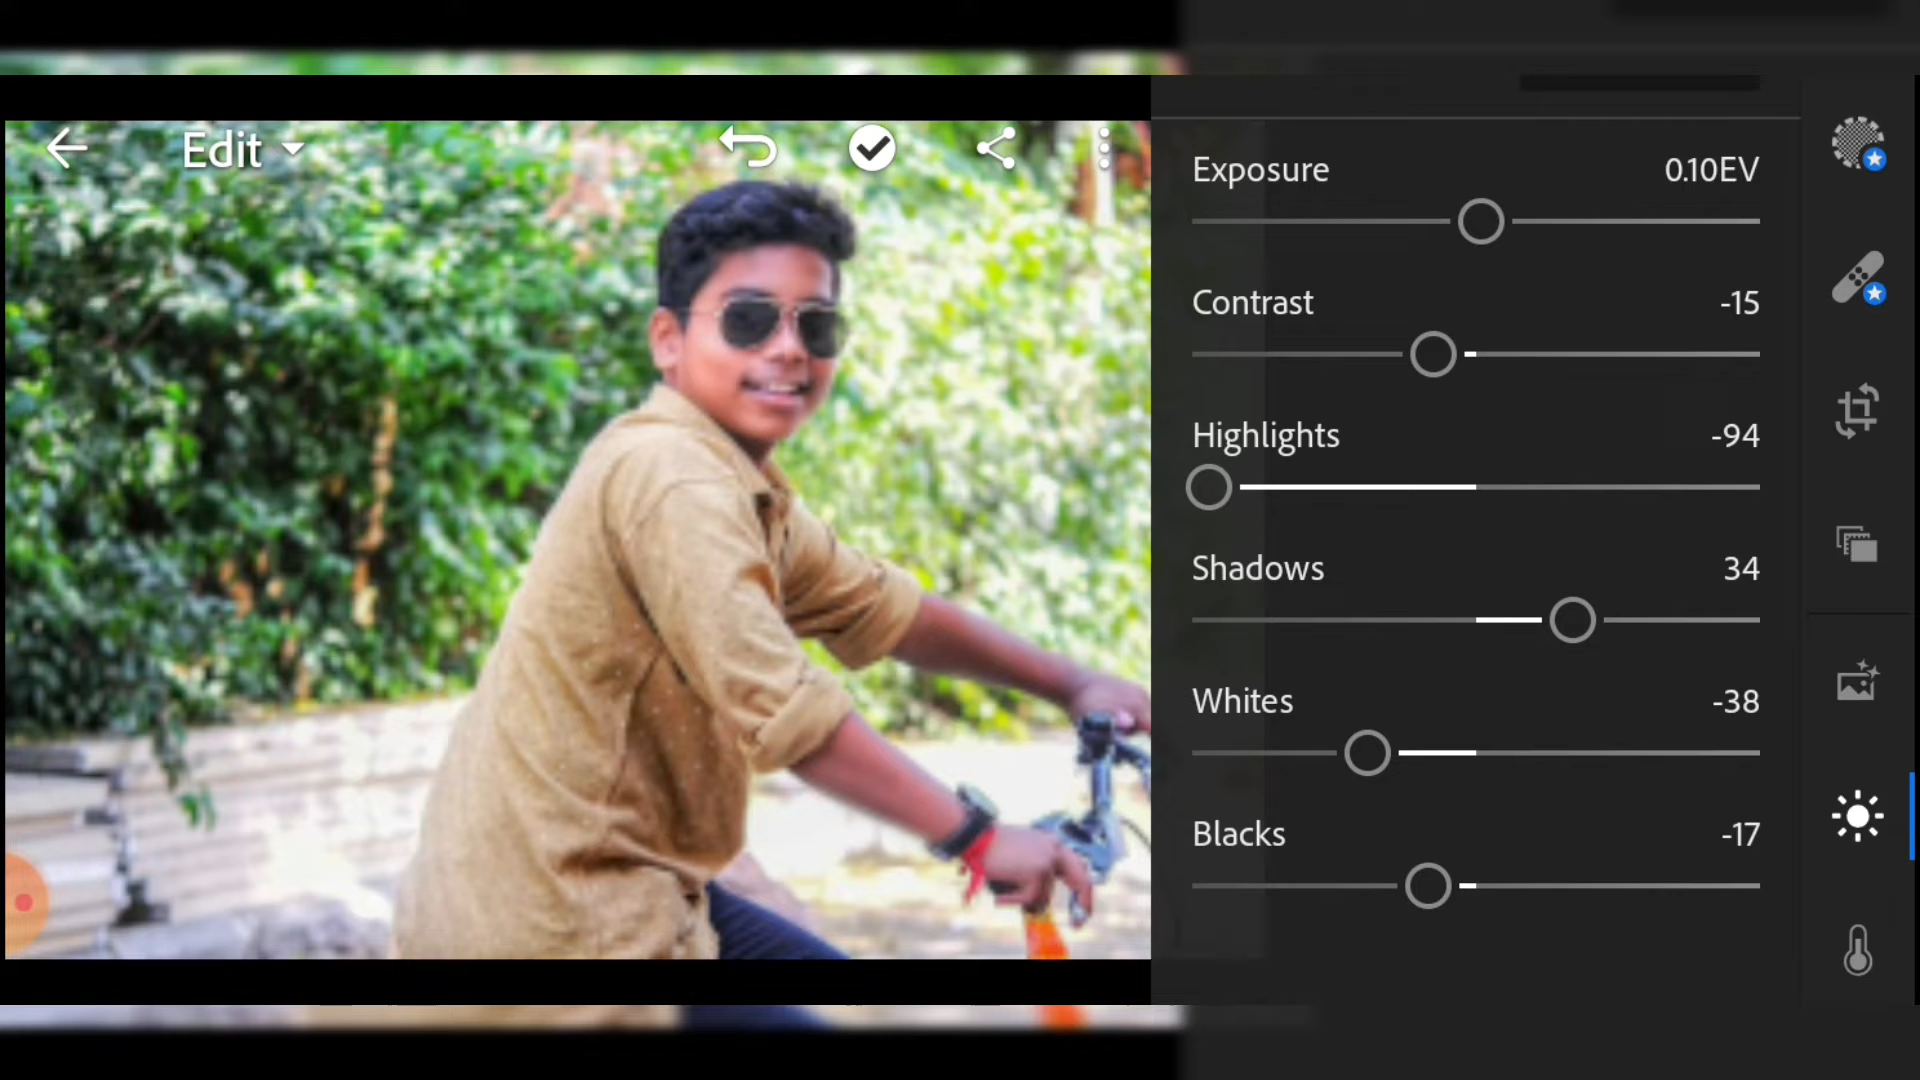 Edit
Exposure 0.10EV
Contrast -15
Highlights -94
Shadows 34
Whites -38
Blacks -17